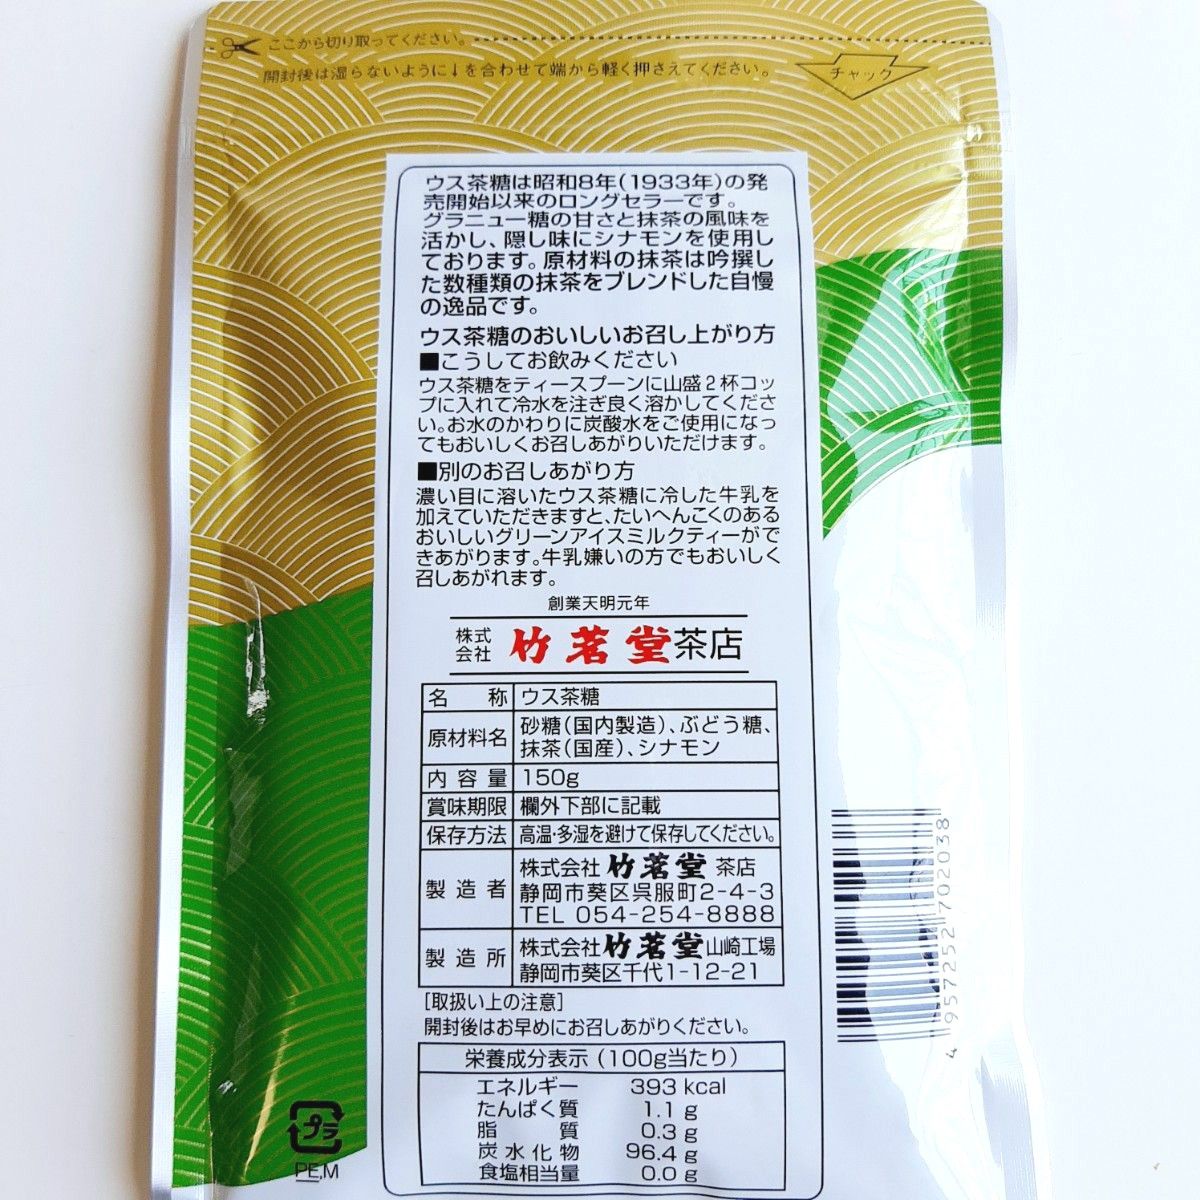 ここから切り取ってください。
開封後は湿らないように↓を合わせて端から軽く押さえてください。
チャック
ウス茶糖は昭和8年(1933年)の発
売開始以来のロングセラーです。
グラニュー糖の甘さと抹茶の風味を
活かし、隠し味にシナモンを使用し
ております。原材料の抹茶は吟撰し
た数種類の抹茶をブレンドした自慢
の逸品です。
ウス茶糖のおいしいお召し上がり方
■こうしてお飲みください
ウス茶糖をティースプーンに山盛2杯コッ
プに入れて冷水を注ぎ良く溶かしてくださ
い。お水のかわりに炭酸水をご使用になっ
てもおいしくお召しあがりいただけます。
■別のお召しあがり方
濃い目に溶いたウス茶糖に冷した牛乳を
加えていただきますと、たいへんこくのある
おいしいグリーンアイスミルクティーがで
きあがります。牛乳嫌いの方でもおいしく
召しあがれます。
創業天明元年
株式会社 竹茗堂茶店
名称 ウス茶糖
原材料名 砂糖(国内製造)、ぶどう糖、
抹茶(国産)、シナモン
内容量 150g
賞味期限 欄外下部に記載
保存方法 高温・多湿を避けて保存してください。
製造者 株式会社 竹茗堂 茶店
静岡市葵区呉服町2-4-3
TEL 054-254-8888
製造所 株式会社竹茗堂山崎工場
静岡市葵区千代1-12-21
[取扱い上の注意]
開封後はお早めにお召しあがりください。
栄養成分表示(100g当たり)
エネルギー 393 kcal
たんぱく質 1.1 g
脂質 0.3 g
炭水化物 96.4 g
食塩相当量 0.0 g
プラ
PE,M
4957252702038